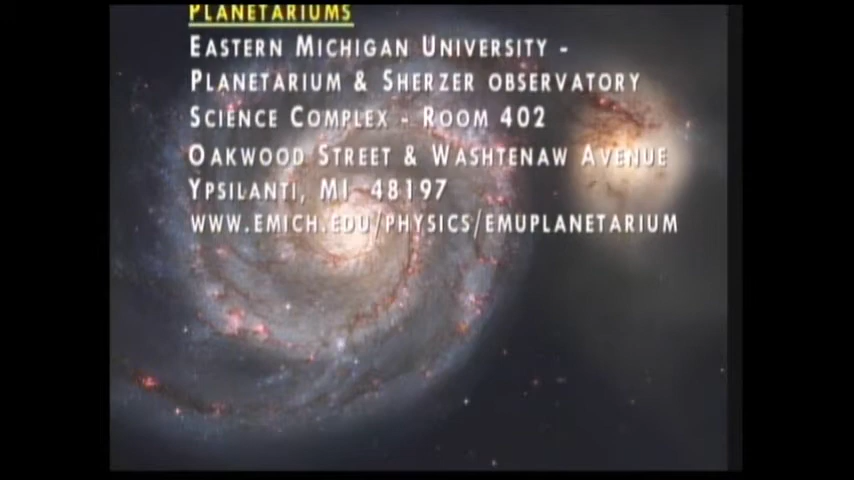 PLANETARIUMS
EASTERN MICHIGAN UNIVERSITY -
PLANETARIUM & SHERZER OBSERVATORY
SCIENCE COMPLEX - ROOM 402
OAKWOOD STREET & WASHTENAW AVENUE
YPSILANTI, MI 48197
WWW.EMICH.EDU/PHYSICS/EMUPLANETARIUM